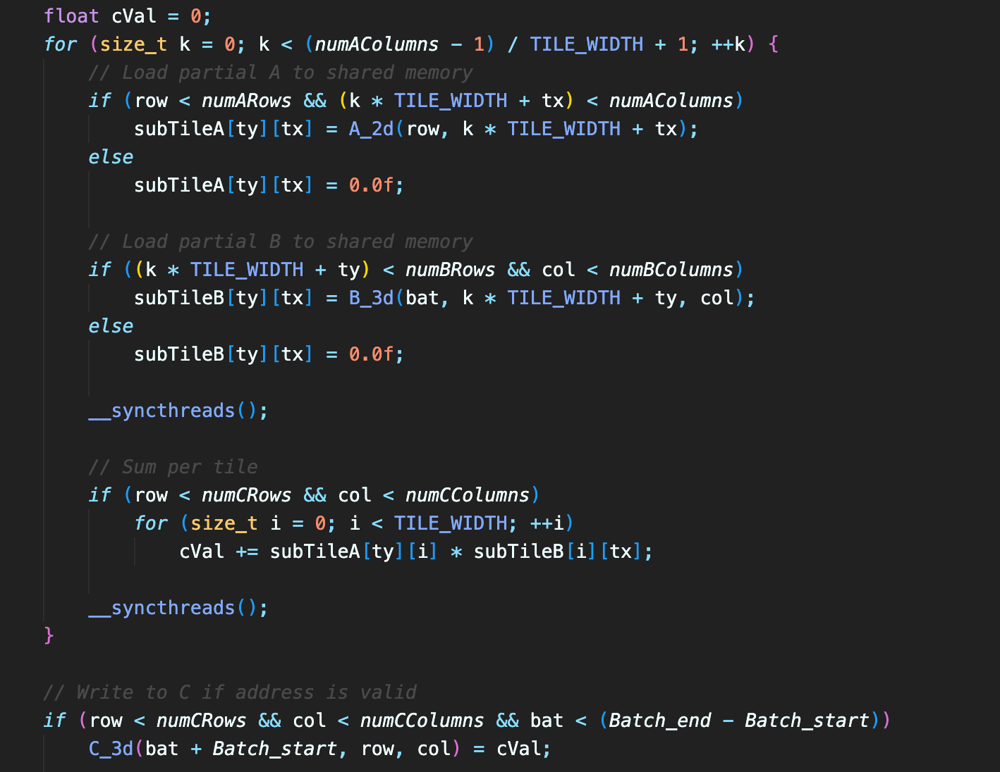 float cVal = 0;
for (size_t k = 0; k < (numAColumns - 1) / TILE_WIDTH + 1; ++k) {
    // Load partial A to shared memory
    if (row < numARows && (k * TILE_WIDTH + tx) < numAColumns)
        subTileA[ty][tx] = A_2d(row, k * TILE_WIDTH + tx);
    else
        subTileA[ty][tx] = 0.0f;

    // Load partial B to shared memory
    if ((k * TILE_WIDTH + ty) < numBRows && col < numBColumns)
        subTileB[ty][tx] = B_3d(bat, k * TILE_WIDTH + ty, col);
    else
        subTileB[ty][tx] = 0.0f;

    __syncthreads();

    // Sum per tile
    if (row < numCRows && col < numCColumns)
        for (size_t i = 0; i < TILE_WIDTH; ++i)
            cVal += subTileA[ty][i] * subTileB[i][tx];

    __syncthreads();
}

// Write to C if address is valid
if (row < numCRows && col < numCColumns && bat < (Batch_end - Batch_start))
    C_3d(bat + Batch_start, row, col) = cVal;